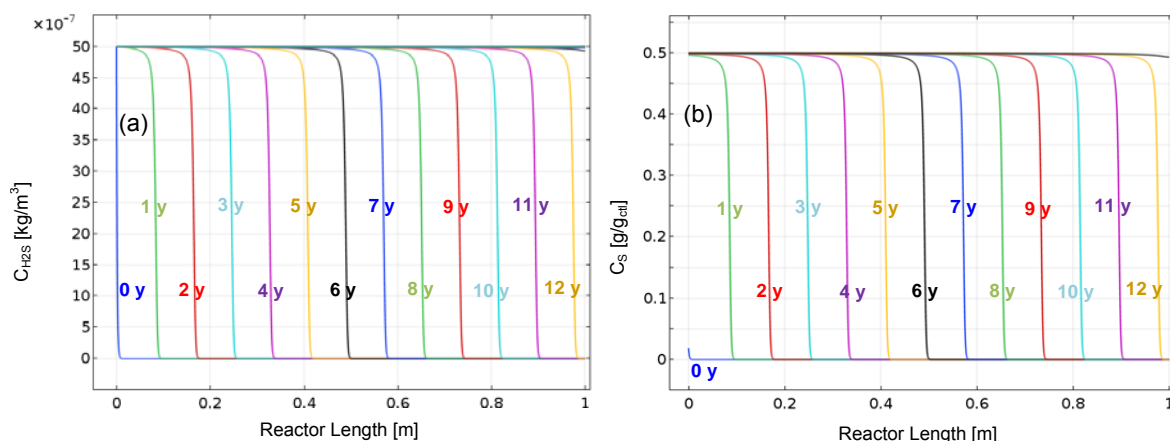 ×10⁻⁷
50
45
40
35
30
25
20
15
10
5
0
C_H2S [kg/m³]
(a)
1 y
3 y
5 y
7 y
9 y
11 y
0 y
2 y
4 y
6 y
8 y
10 y
12 y
0
0.2
0.4
0.6
0.8
1
Reactor Length [m]
0.5
0.4
0.3
0.2
0.1
0
C_S [g/g_ctl]
(b)
1 y
3 y
5 y
7 y
9 y
11 y
2 y
4 y
6 y
8 y
10 y
12 y
0 y
0
0.2
0.4
0.6
0.8
1
Reactor Length [m]